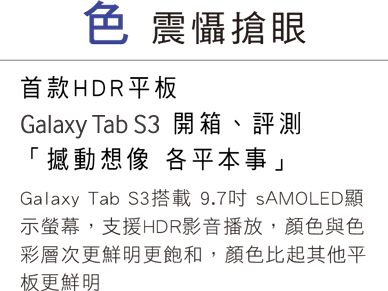 色 震懾搶眼
首款HDR平板
Galaxy Tab S3 開箱、評測
「撼動想像 各平本事」
Galaxy Tab S3搭載 9.7吋 sAMOLED顯
示螢幕，支援HDR影音播放，顏色與色
彩層次更鮮明更飽和，顏色比起其他平
板更鮮明